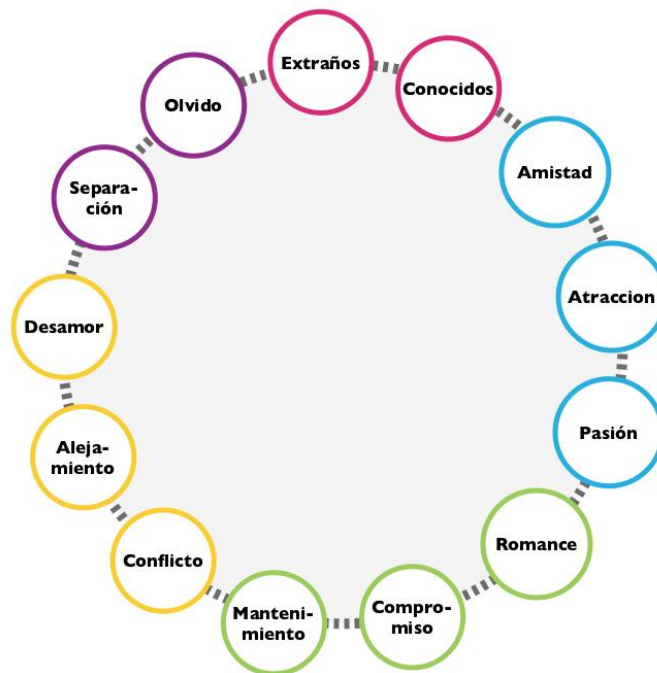 Extraños
Conocidos
Amistad
Atraccion
Pasión
Romance
Compro-
miso
Manteni-
miento
Conflicto
Aleja-
miento
Desamor
Separa-
ción
Olvido